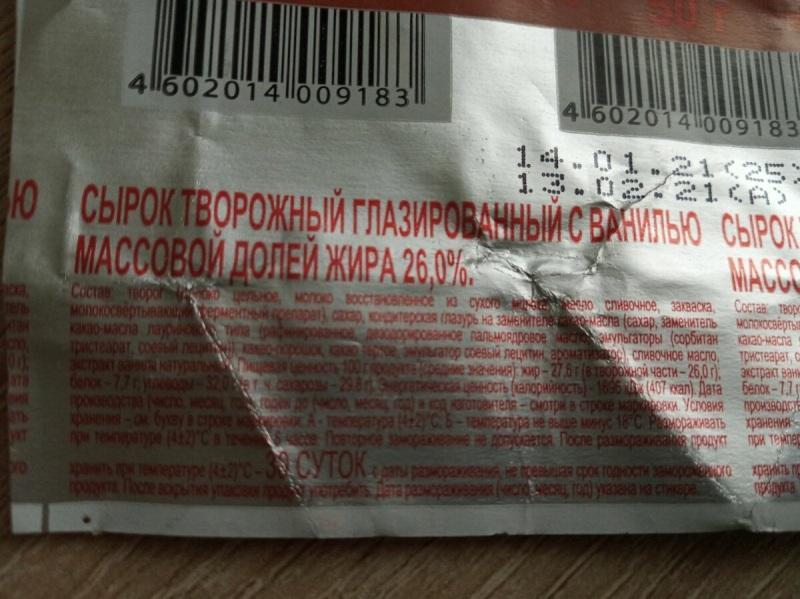 50 г
4 602014 009183
4 602014 009183
14.01.21(25)
13.02.21(A)
Ю СЫРОК ТВОРОЖНЫЙ ГЛАЗИРОВАННЫЙ С ВАНИЛЬЮ СЫРОК
МАССОВОЙ ДОЛЕЙ ЖИРА 26,0%. МАССО
Состав: творог (молоко цельное, молоко восстановленное из сухого молока, масло сливочное, закваска,
молокосвёртывающий ферментный препарат), сахар, кондитерская глазурь на заменителе какао-масла (сахар, заменитель
какао-масла лауринового типа (рафинированное дезодорированное пальмоядровое масло, эмульгаторы (сорбитан
тристеарат, соевый лецитин)), какао-порошок, какао тёртое, эмульгатор соевый лецитин, ароматизатор), сливочное масло,
экстракт ванили натуральный. Пищевая ценность 100 г продукта (средние значения): жир - 27,6 г (в творожной части – 26,0 г);
белок – 7,7 г; углеводы – 32,0 г (в т. ч. сахарозы – 29,8 г). Энергетическая ценность (калорийность) - 1696 кДж (407 ккал). Дата
производства (число, месяц, год), годен до (число, месяц, год) и код изготовителя – смотри в строке маркировки. Условия
хранения – см. букву в строке маркировки: А - температура (4±2)°С; Б – температура не выше минус 18°С. Размораживать
при температуре (4±2)°С в течение часов. Повторное замораживание не допускается. После размораживания продукт
хранить при температуре (4±2)°С – 30 СУТОК с даты размораживания, не превышая срок годности замороженного
продукта. После вскрытия упаковки продукт употребить. Дата размораживания (число, месяц, год) указана на стикере.